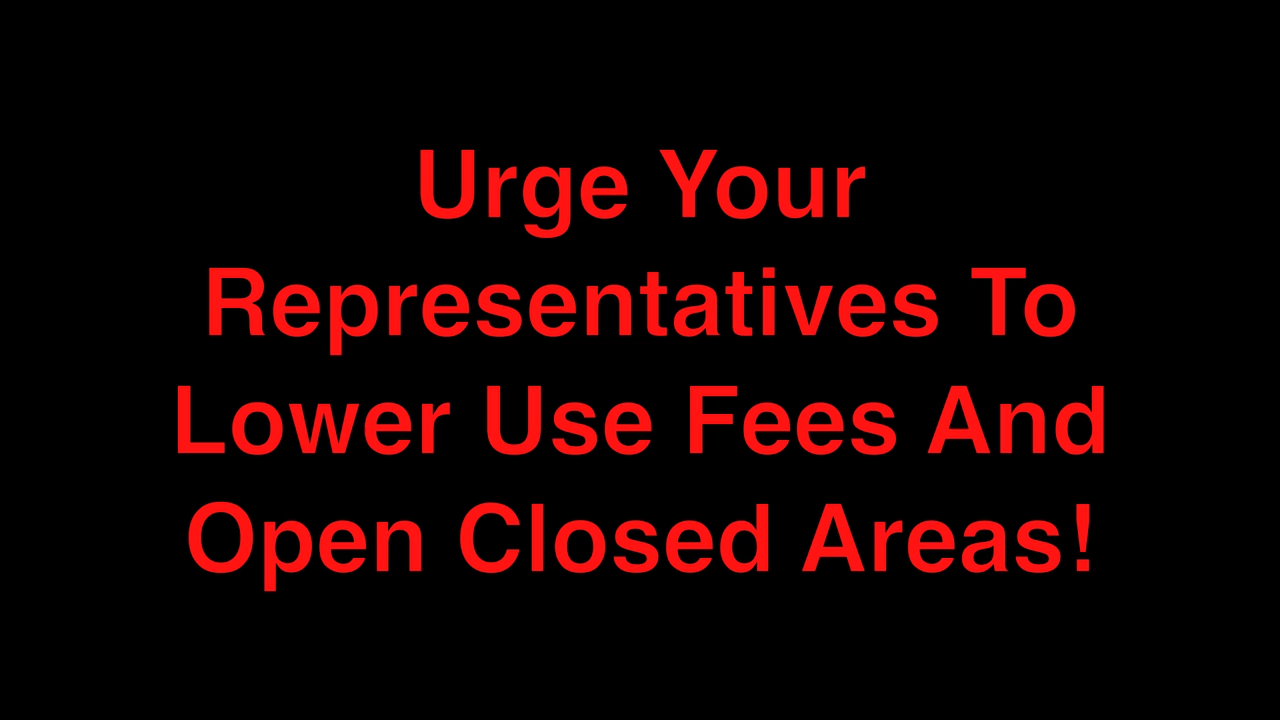 Urge Your
Representatives To
Lower Use Fees And
Open Closed Areas!